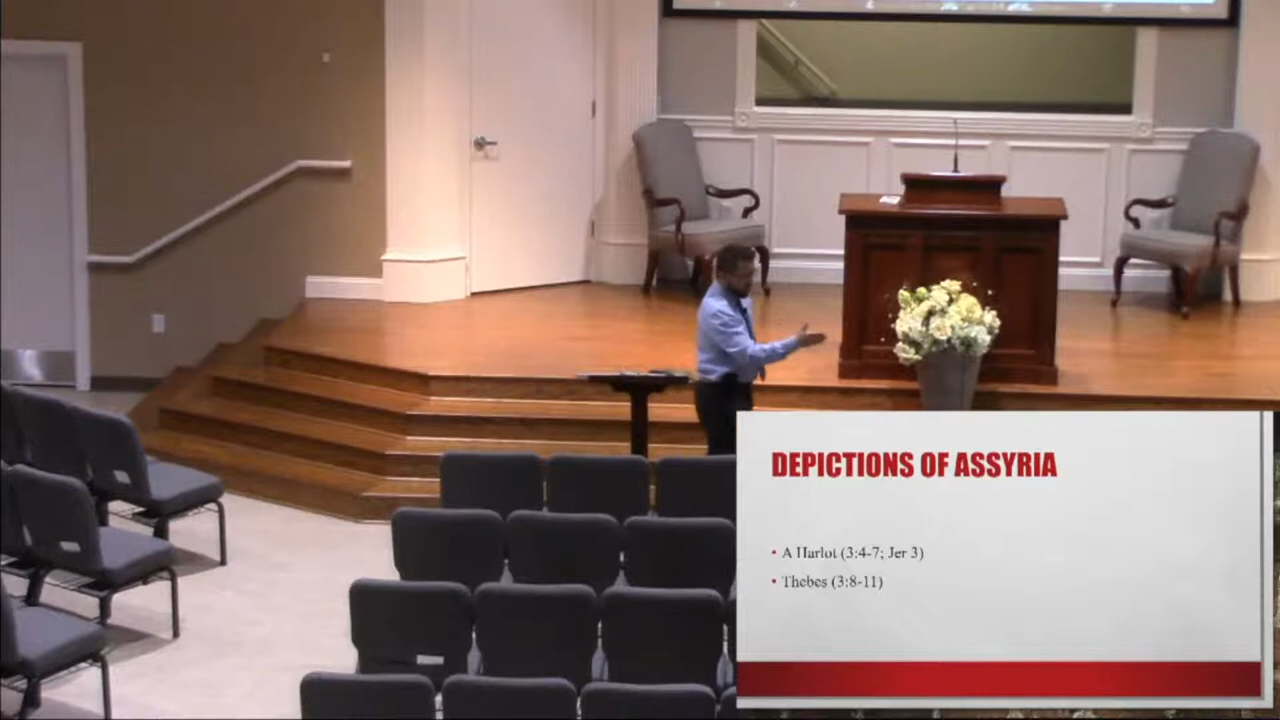 DEPICTIONS OF ASSYRIA
• A Harlot (3:4-7; Jer 3)
• Thebes (3:8-11)